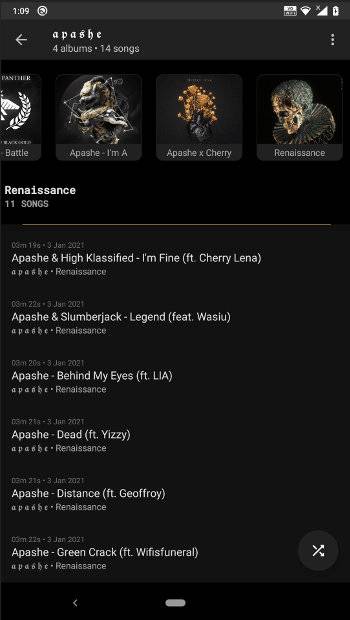 1:09
𝖆𝖕𝖆𝖘𝖍𝖊
4 albums • 14 songs
PANTHER
- Battle
Apashe - I'm A
Apashe x Cherry
Renaissance
Renaissance
11 SONGS
03m 19s • 3 Jan 2021
Apashe & High Klassified - I'm Fine (ft. Cherry Lena)
𝖆𝖕𝖆𝖘𝖍𝖊 • Renaissance
03m 22s • 3 Jan 2021
Apashe & Slumberjack - Legend (feat. Wasiu)
𝖆𝖕𝖆𝖘𝖍𝖊 • Renaissance
03m 20s • 3 Jan 2021
Apashe - Behind My Eyes (ft. LIA)
𝖆𝖕𝖆𝖘𝖍𝖊 • Renaissance
03m 21s • 3 Jan 2021
Apashe - Dead (ft. Yizzy)
𝖆𝖕𝖆𝖘𝖍𝖊 • Renaissance
03m 21s • 3 Jan 2021
Apashe - Distance (ft. Geoffroy)
𝖆𝖕𝖆𝖘𝖍𝖊 • Renaissance
03m 22s • 3 Jan 2021
Apashe - Green Crack (ft. Wifisfuneral)
𝖆𝖕𝖆𝖘𝖍𝖊 • Renaissance